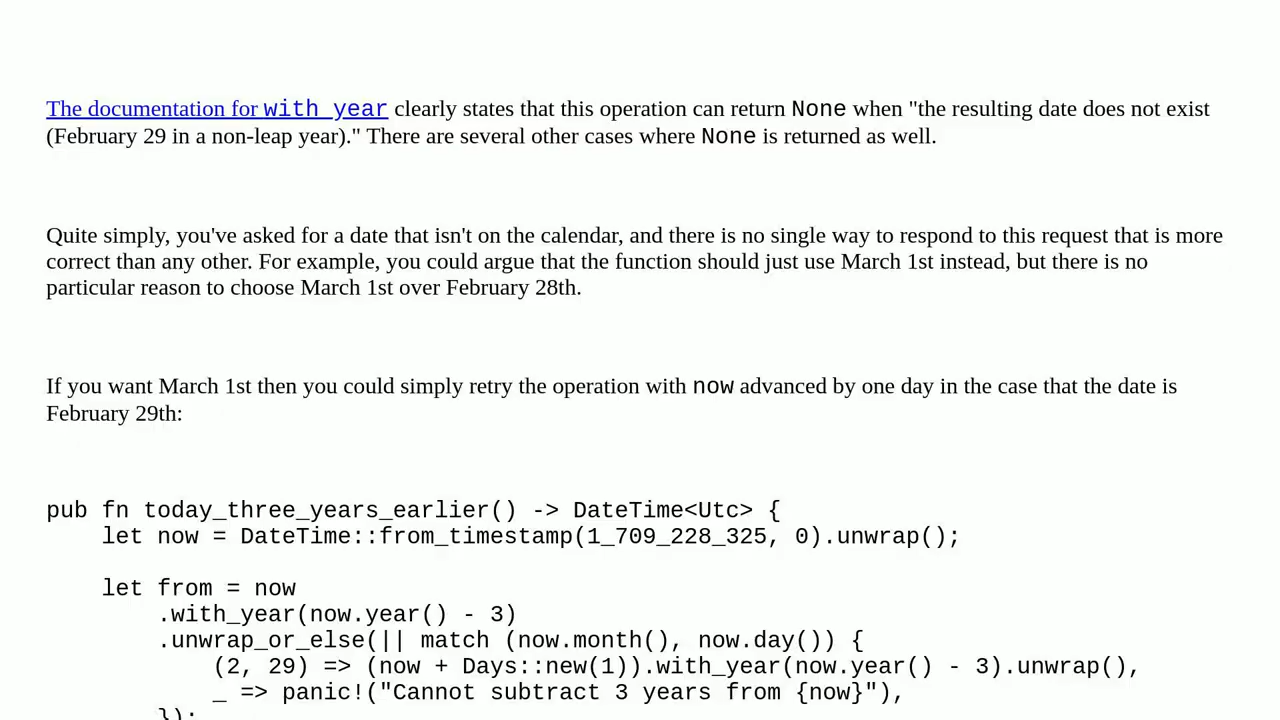 The documentation for with_year clearly states that this operation can return None when "the resulting date does not exist
(February 29 in a non-leap year)." There are several other cases where None is returned as well.
Quite simply, you've asked for a date that isn't on the calendar, and there is no single way to respond to this request that is more
correct than any other. For example, you could argue that the function should just use March 1st instead, but there is no
particular reason to choose March 1st over February 28th.
If you want March 1st then you could simply retry the operation with now advanced by one day in the case that the date is
February 29th:
pub fn today_three_years_earlier() -> DateTime<Utc> {
    let now = DateTime::from_timestamp(1_709_228_325, 0).unwrap();
    let from = now
        .with_year(now.year() - 3)
        .unwrap_or_else(|| match (now.month(), now.day()) {
            (2, 29) => (now + Days::new(1)).with_year(now.year() - 3).unwrap(),
            _ => panic!("Cannot subtract 3 years from {now}"),
        });